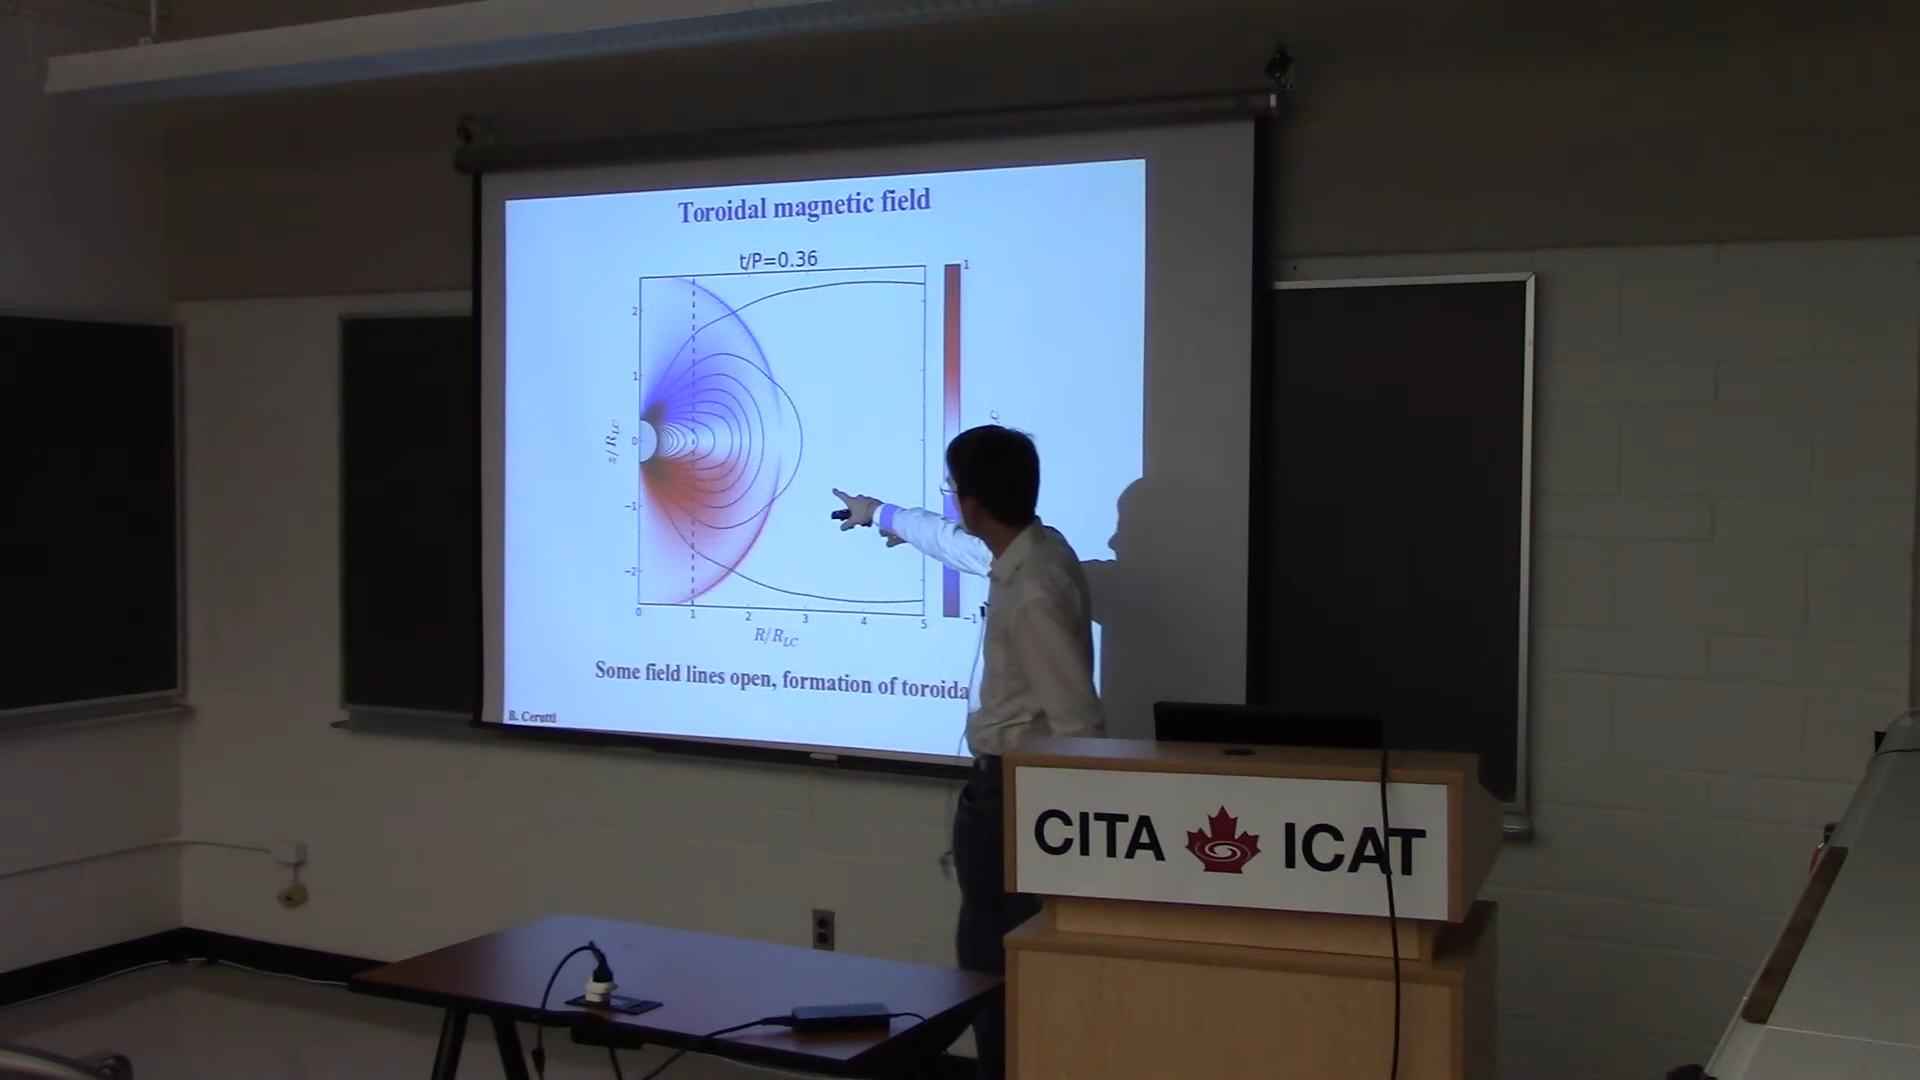 Toroidal magnetic field
t/P=0.36
1
2
1
0
−1
−2
z/R_LC
−1
0 1 2 3 4 5
R/R_LC
Some field lines open, formation of
B. Cerutti
CITA ICAT